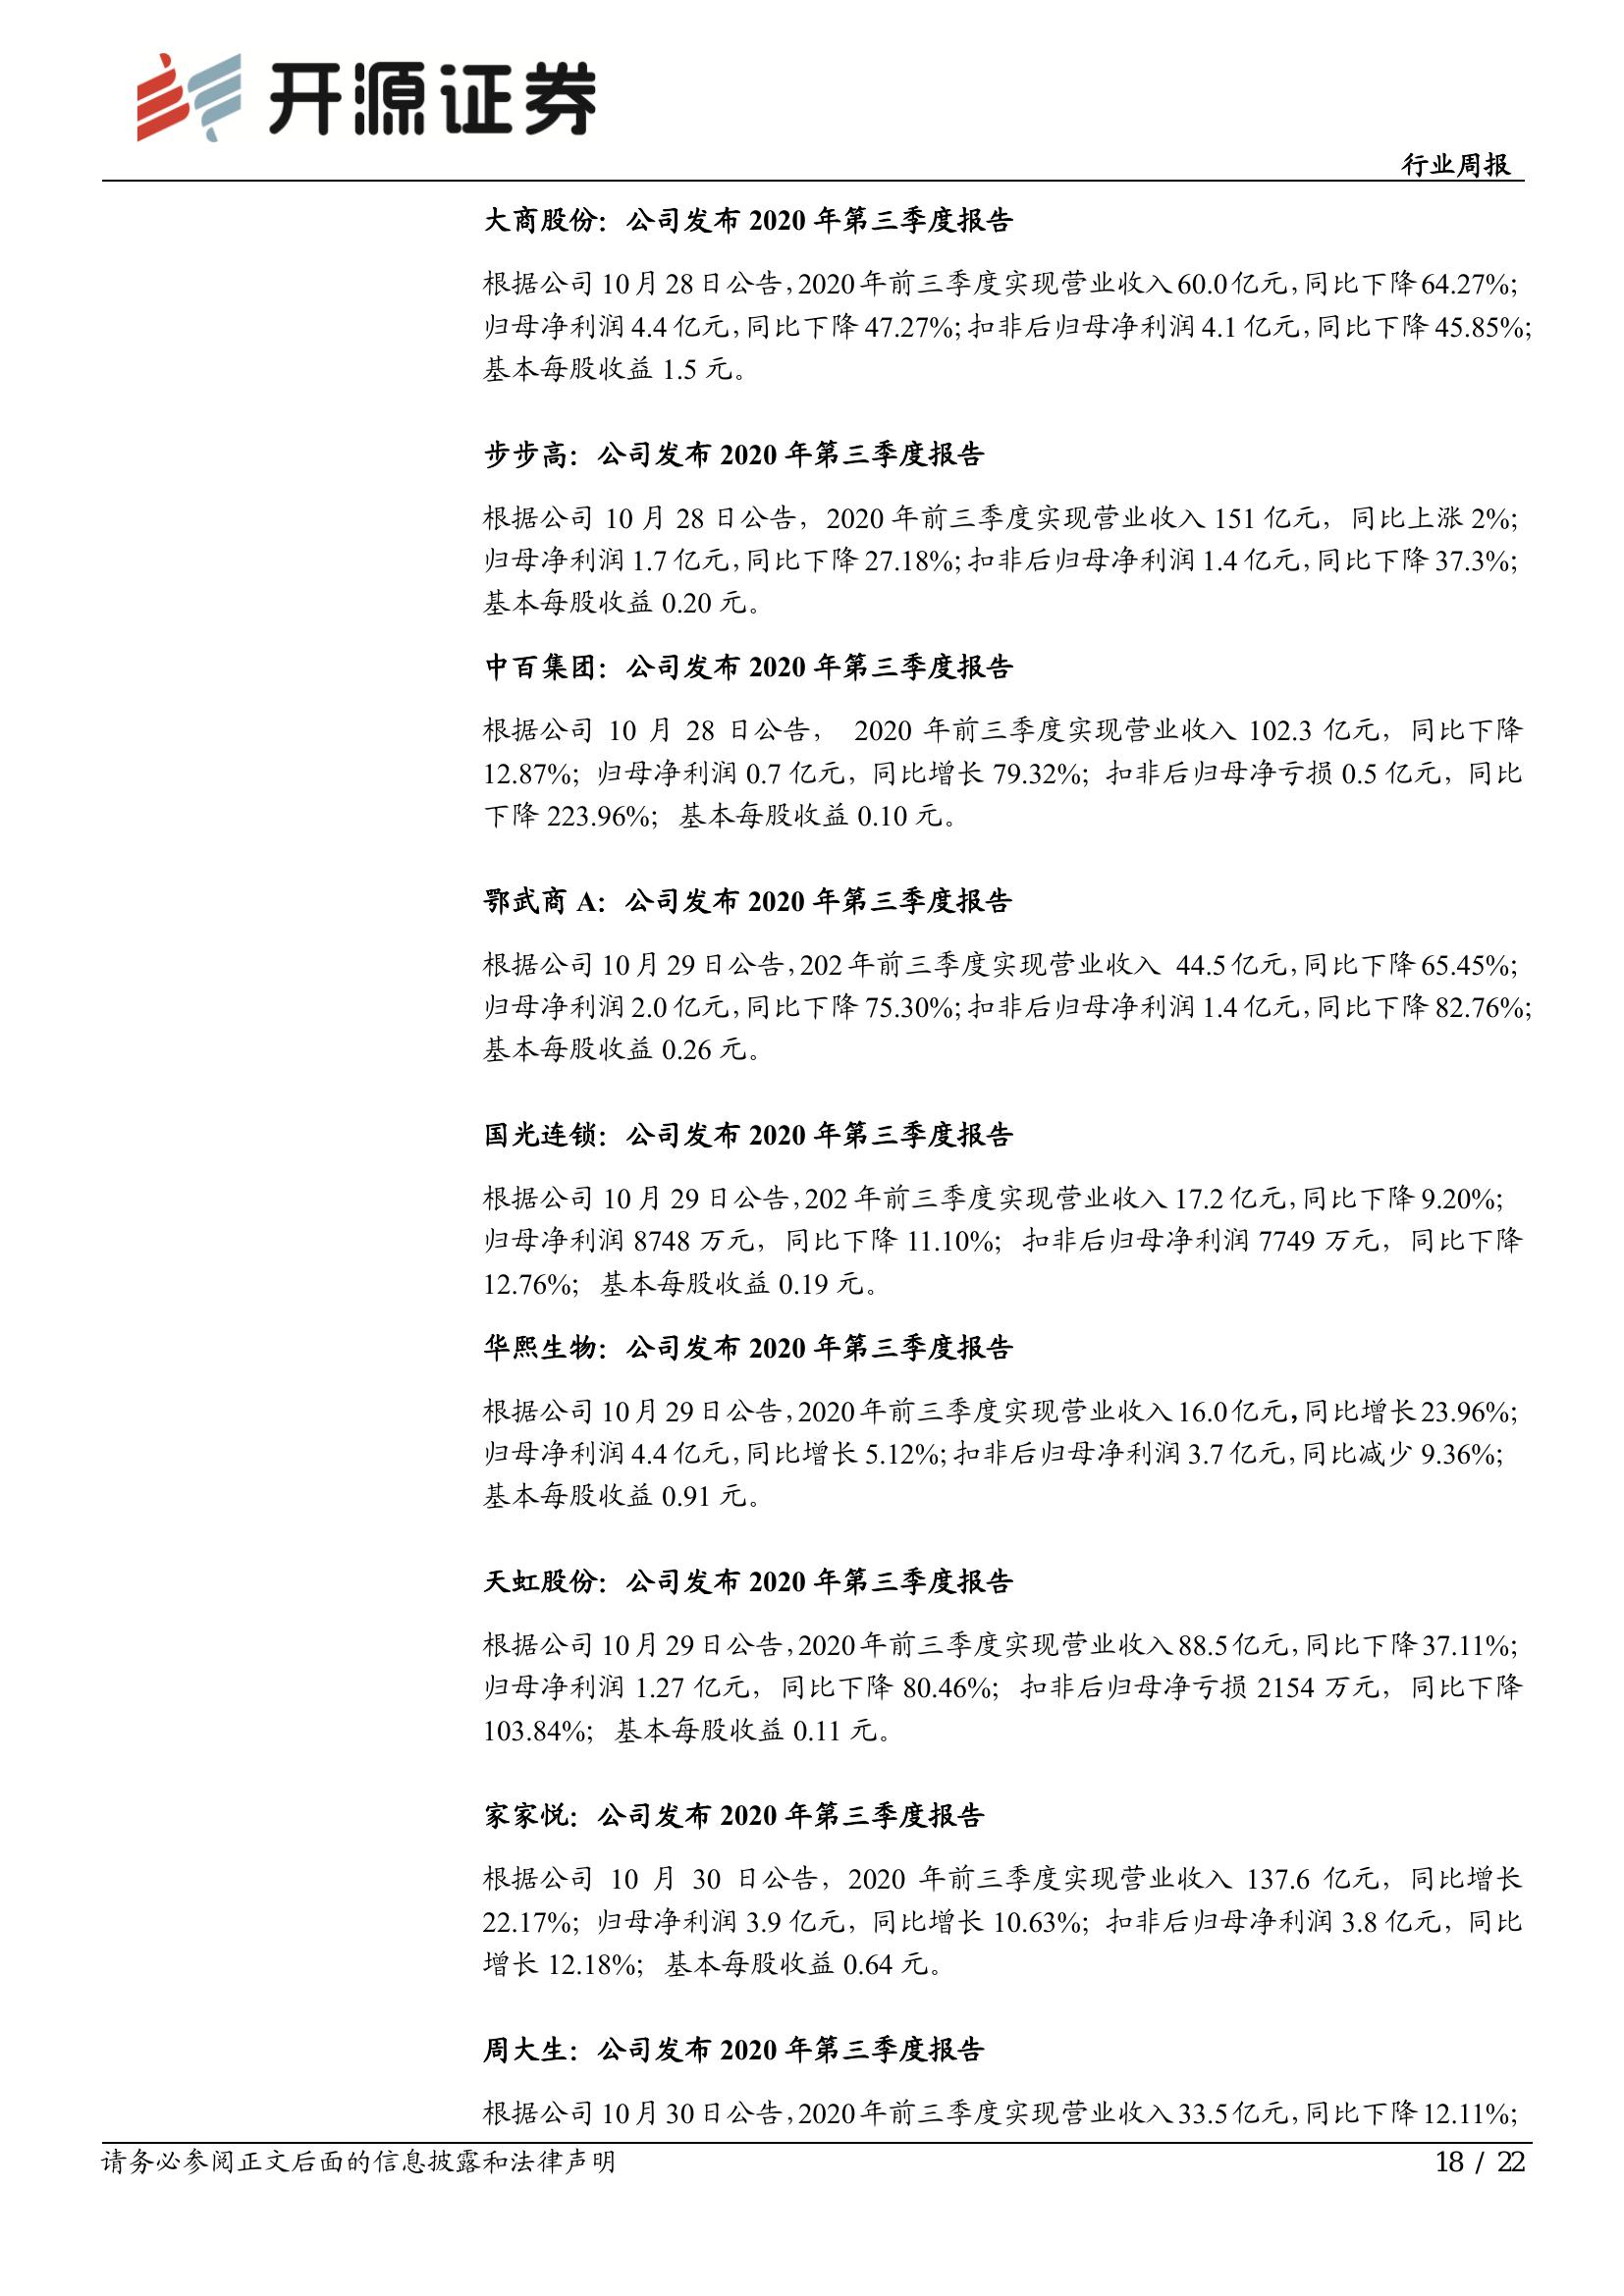 开源证券
行业周报
大商股份：公司发布 2020 年第三季度报告
根据公司 10 月 28 日公告，2020 年前三季度实现营业收入 60.0 亿元，同比下降 64.27%；
归母净利润 4.4 亿元，同比下降 47.27%；扣非后归母净利润 4.1 亿元，同比下降 45.85%；
基本每股收益 1.5 元。
步步高：公司发布 2020 年第三季度报告
根据公司 10 月 28 日公告，2020 年前三季度实现营业收入 151 亿元，同比上涨 2%；
归母净利润 1.7 亿元，同比下降 27.18%；扣非后归母净利润 1.4 亿元，同比下降 37.3%；
基本每股收益 0.20 元。
中百集团：公司发布 2020 年第三季度报告
根据公司 10 月 28 日公告， 2020 年前三季度实现营业收入 102.3 亿元，同比下降
12.87%；归母净利润 0.7 亿元，同比增长 79.32%；扣非后归母净亏损 0.5 亿元，同比
下降 223.96%；基本每股收益 0.10 元。
鄂武商 A：公司发布 2020 年第三季度报告
根据公司 10 月 29 日公告，202 年前三季度实现营业收入 44.5 亿元，同比下降 65.45%；
归母净利润 2.0 亿元，同比下降 75.30%；扣非后归母净利润 1.4 亿元，同比下降 82.76%；
基本每股收益 0.26 元。
国光连锁：公司发布 2020 年第三季度报告
根据公司 10 月 29 日公告，202 年前三季度实现营业收入 17.2 亿元，同比下降 9.20%；
归母净利润 8748 万元，同比下降 11.10%；扣非后归母净利润 7749 万元，同比下降
12.76%；基本每股收益 0.19 元。
华熙生物：公司发布 2020 年第三季度报告
根据公司 10 月 29 日公告，2020 年前三季度实现营业收入 16.0 亿元，同比增长 23.96%；
归母净利润 4.4 亿元，同比增长 5.12%；扣非后归母净利润 3.7 亿元，同比减少 9.36%；
基本每股收益 0.91 元。
天虹股份：公司发布 2020 年第三季度报告
根据公司 10 月 29 日公告，2020 年前三季度实现营业收入 88.5 亿元，同比下降 37.11%；
归母净利润 1.27 亿元，同比下降 80.46%；扣非后归母净亏损 2154 万元，同比下降
103.84%；基本每股收益 0.11 元。
家家悦：公司发布 2020 年第三季度报告
根据公司 10 月 30 日公告，2020 年前三季度实现营业收入 137.6 亿元，同比增长
22.17%；归母净利润 3.9 亿元，同比增长 10.63%；扣非后归母净利润 3.8 亿元，同比
增长 12.18%；基本每股收益 0.64 元。
周大生：公司发布 2020 年第三季度报告
根据公司 10 月 30 日公告，2020 年前三季度实现营业收入 33.5 亿元，同比下降 12.11%；
请务必参阅正文后面的信息披露和法律声明
18 / 22